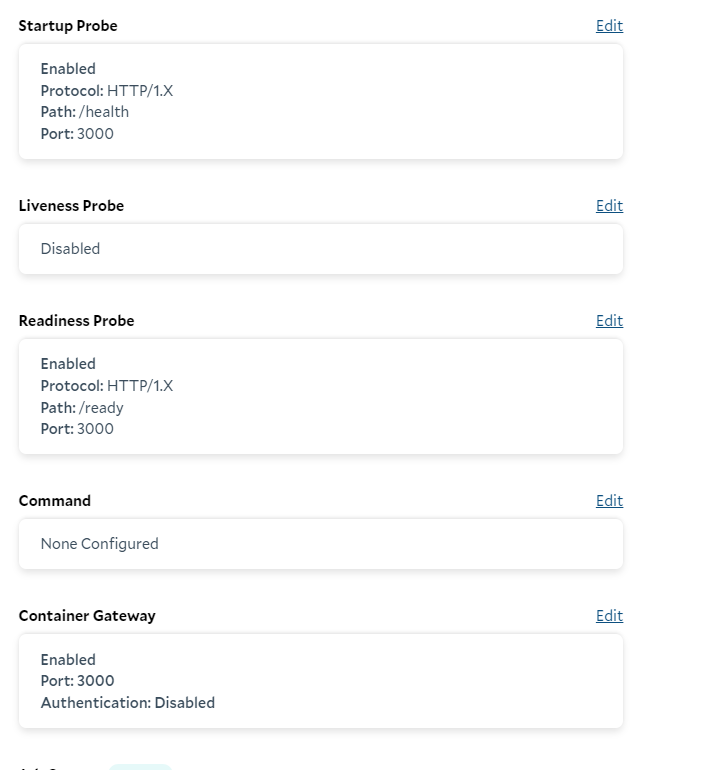 Startup Probe Edit
Enabled
Protocol: HTTP/1.X
Path: /health
Port: 3000
Liveness Probe Edit
Disabled
Readiness Probe Edit
Enabled
Protocol: HTTP/1.X
Path: /ready
Port: 3000
Command Edit
None Configured
Container Gateway Edit
Enabled
Port: 3000
Authentication: Disabled